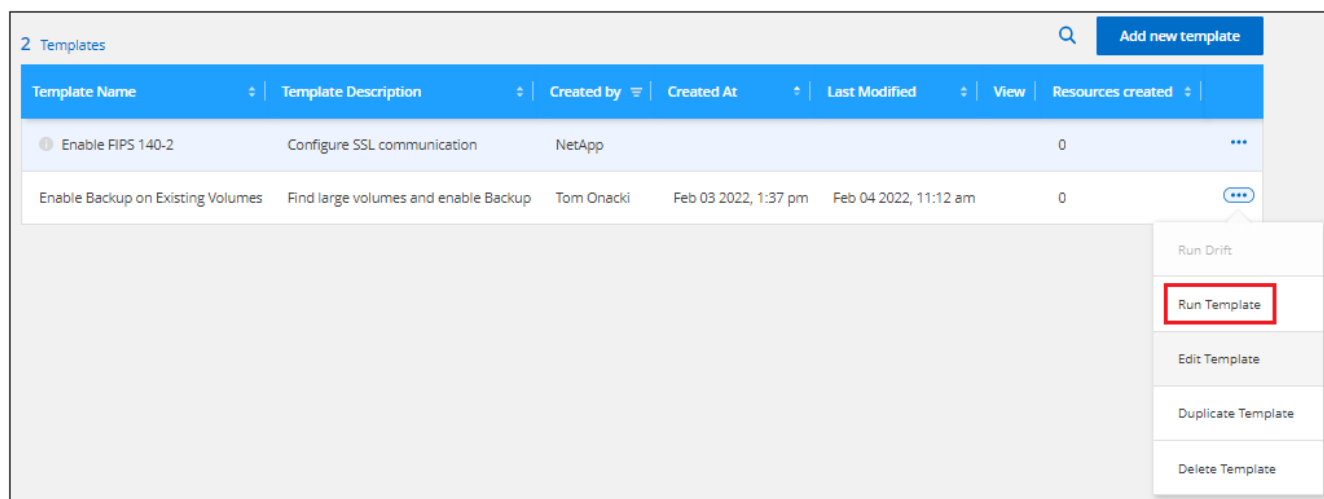 2 Templates
Add new template
Template Name Template Description Created by Created At Last Modified View Resources created
Enable FIPS 140-2 Configure SSL communication NetApp 0
Enable Backup on Existing Volumes Find large volumes and enable Backup Tom Onacki Feb 03 2022, 1:37 pm Feb 04 2022, 11:12 am 0
Run Drift
Run Template
Edit Template
Duplicate Template
Delete Template